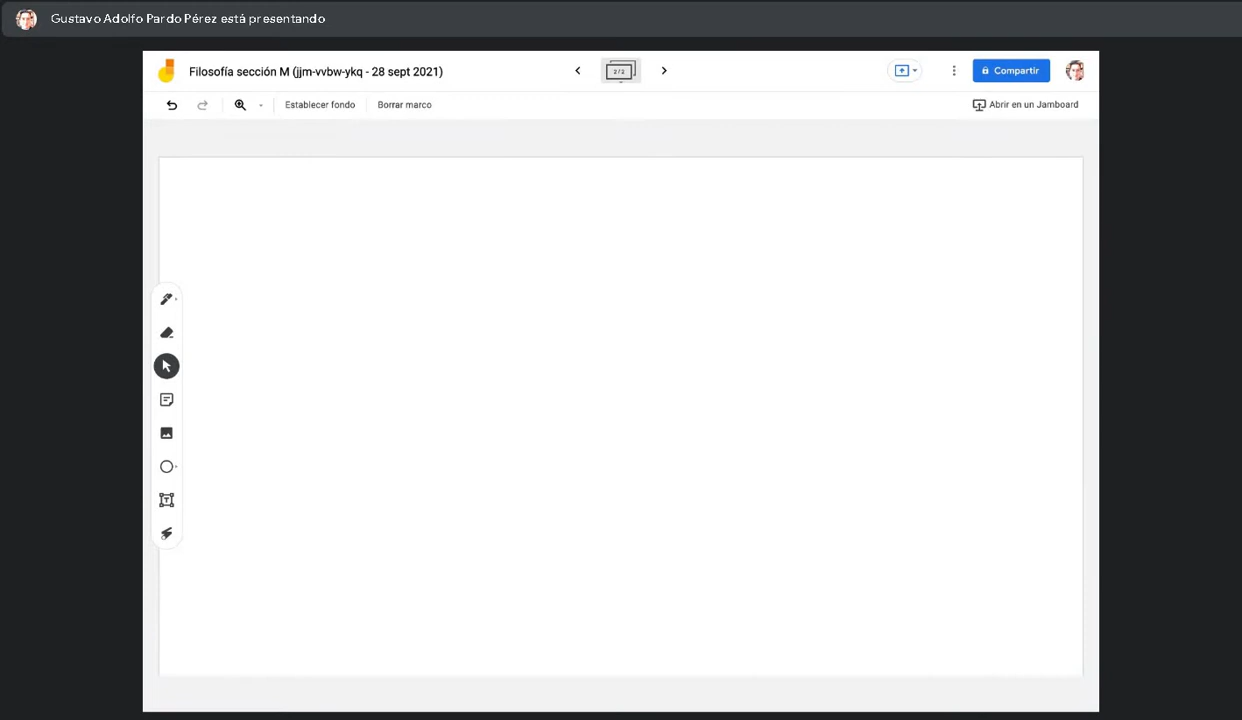 Gustavo Adolfo Pardo Pérez está presentando
Filosofía sección M (jjm-vvbw-ykq - 28 sept 2021)
2/2
Compartir
Establecer fondo
Borrar marco
Abrir en un Jamboard